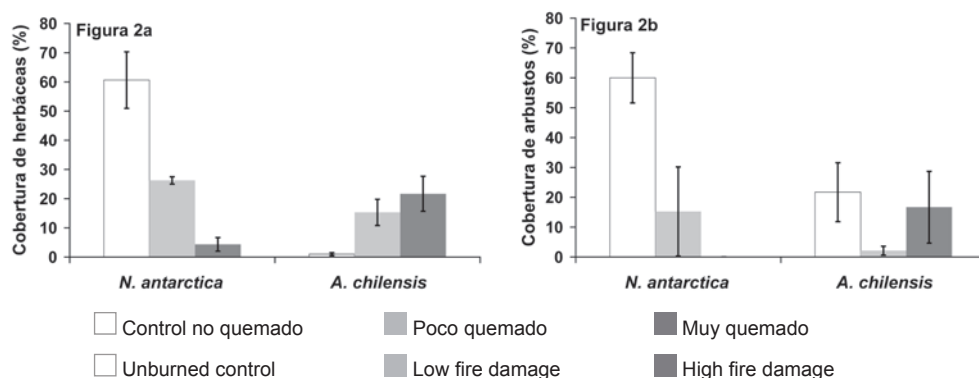 Figura 2a
Cobertura de herbáceas (%)
80
70
60
50
40
30
20
10
0
N. antarctica A. chilensis
Figura 2b
Cobertura de arbustos (%)
80
70
60
50
40
30
20
10
0
N. antarctica A. chilensis
Control no quemado Poco quemado Muy quemado
Unburned control Low fire damage High fire damage